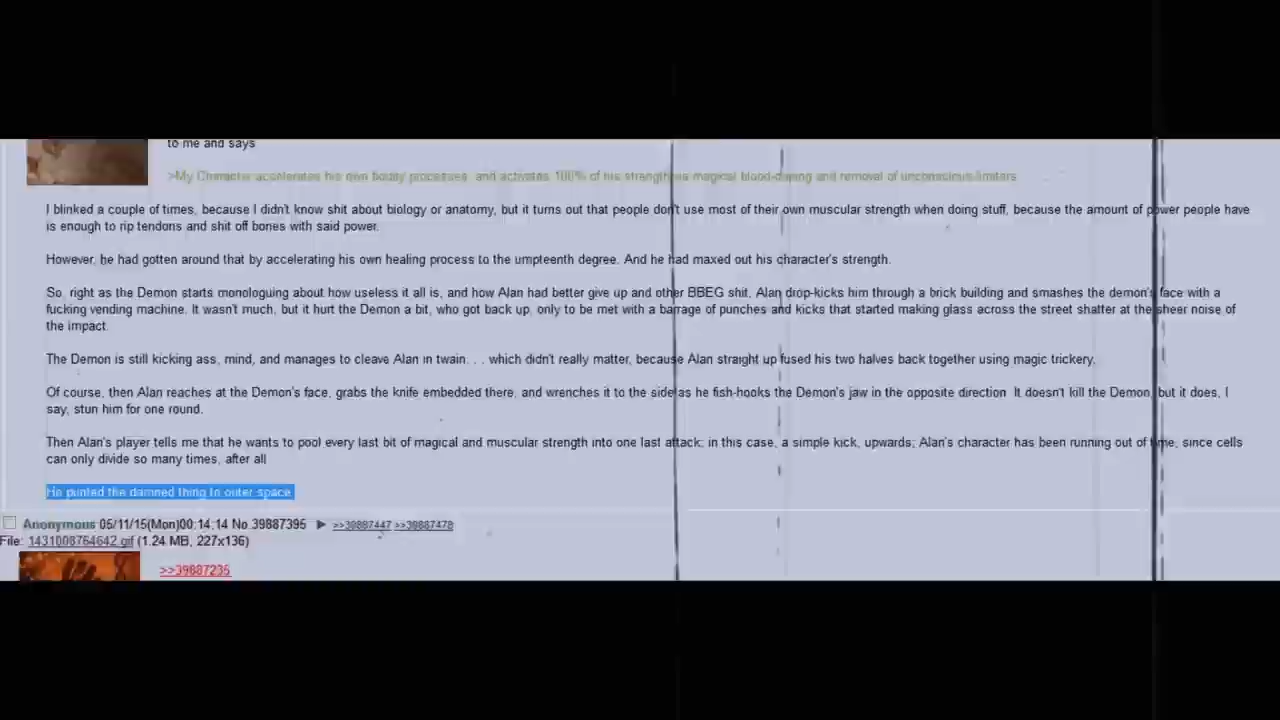 to me and says
>My Character accelerates his own bodily processes, and activates 100% of his strength via magical blood-doping and removal of unconscious limiters.
I blinked a couple of times, because I didn't know shit about biology or anatomy, but it turns out that people don't use most of their own muscular strength when doing stuff, because the amount of power people have
is enough to rip tendons and shit off bones with said power.
However, he had gotten around that by accelerating his own healing process to the umpteenth degree. And he had maxed out his character's strength.
So, right as the Demon starts monologuing about how useless it all is, and how Alan had better give up and other BBEG shit, Alan drop-kicks him through a brick building and smashes the demon's face with a
fucking vending machine. It wasn't much, but it hurt the Demon a bit, who got back up, only to be met with a barrage of punches and kicks that started making glass across the street shatter at the sheer noise of
the impact.
The Demon is still kicking ass, mind, and manages to cleave Alan in twain. . . which didn't really matter, because Alan straight up fused his two halves back together using magic trickery.
Of course, then Alan reaches at the Demon's face, grabs the knife embedded there, and wrenches it to the side as he fish-hooks the Demon's jaw in the opposite direction. It doesn't kill the Demon, but it does, I
say, stun him for one round.
Then Alan's player tells me that he wants to pool every last bit of magical and muscular strength into one last attack; in this case, a simple kick, upwards; Alan's character has been running out of time, since cells
can only divide so many times, after all
He punted the damned thing to outer space.
Anonymous 05/11/15(Mon)00:14:14 No.39887395 ▶ >>39887447 >>39887478
File: 1431008764642.gif (1.24 MB, 227x136)
>>39887236